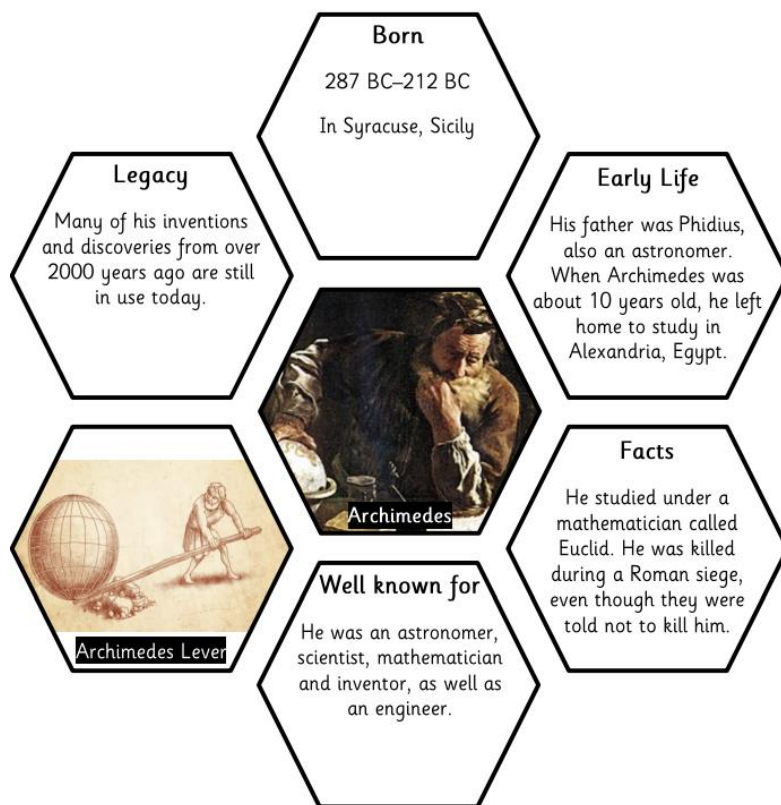 Born
287 BC–212 BC
In Syracuse, Sicily
Legacy
Many of his inventions
and discoveries from over
2000 years ago are still
in use today.
Early Life
His father was Phidius,
also an astronomer.
When Archimedes was
about 10 years old, he left
home to study in
Alexandria, Egypt.
Archimedes
Archimedes Lever
Facts
He studied under a
mathematician called
Euclid. He was killed
during a Roman siege,
even though they were
told not to kill him.
Well known for
He was an astronomer,
scientist, mathematician
and inventor, as well as
an engineer.